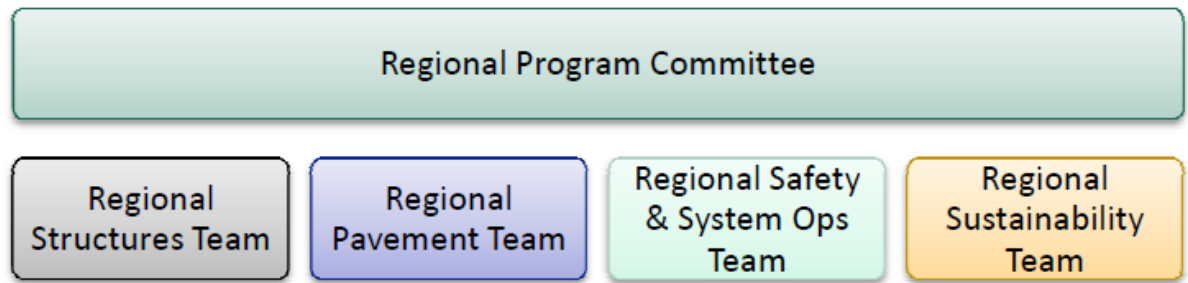 Regional Program Committee
Regional
Structures Team
Regional
Pavement Team
Regional Safety
& System Ops
Team
Regional
Sustainability
Team